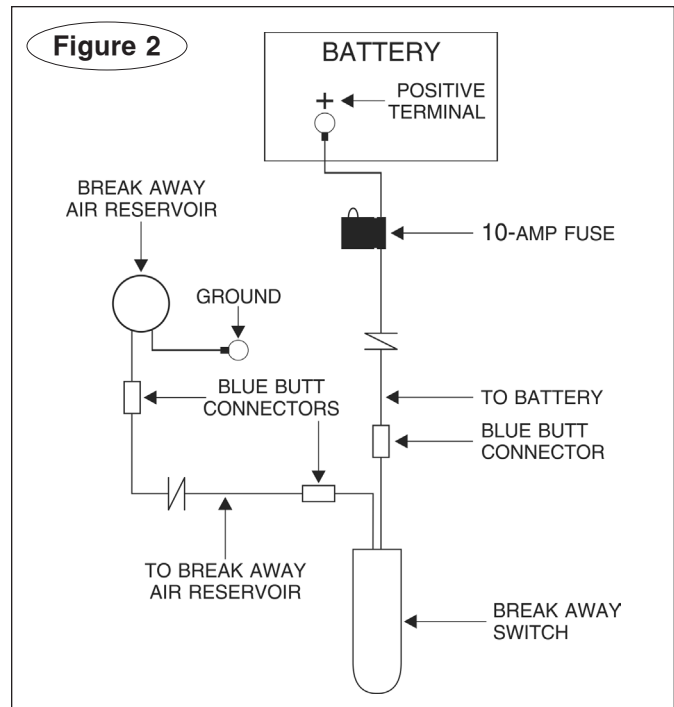 Figure 2
BATTERY
+
POSITIVE
TERMINAL
BREAK AWAY
AIR RESERVOIR
10-AMP FUSE
GROUND
BLUE BUTT
CONNECTORS
TO BATTERY
BLUE BUTT
CONNECTOR
TO BREAK AWAY
AIR RESERVOIR
BREAK AWAY
SWITCH